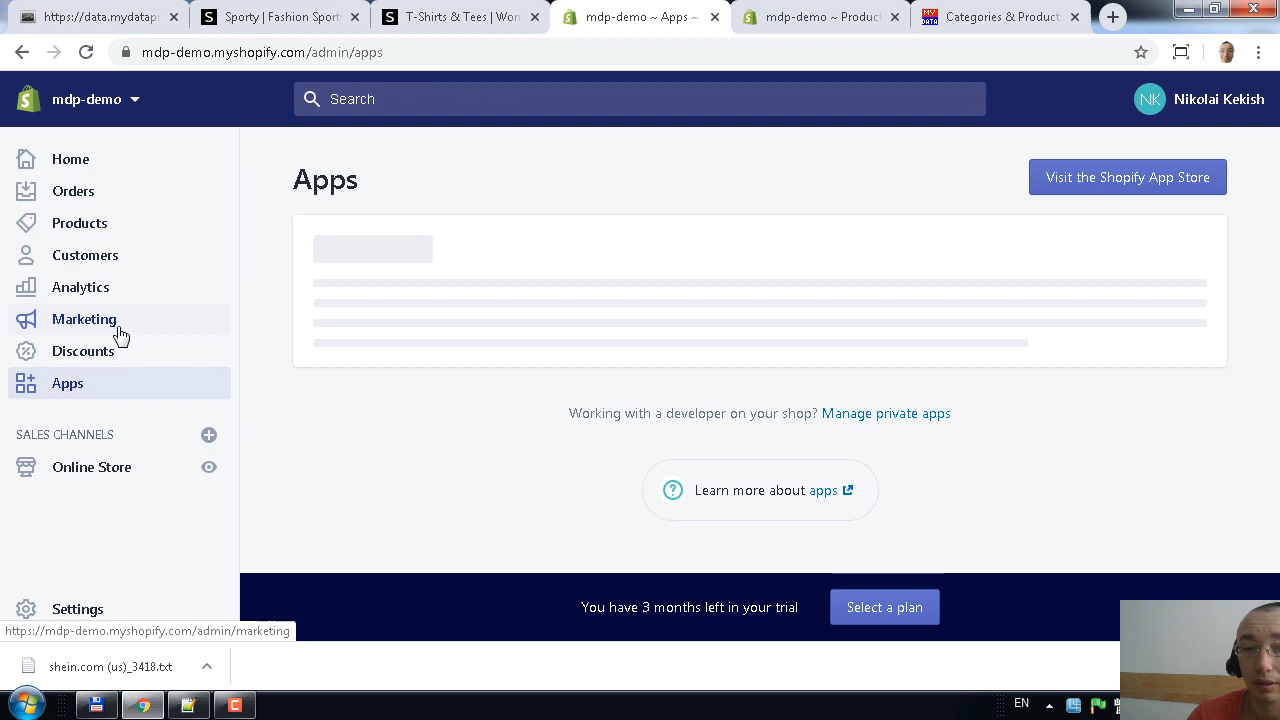 https://data.mydatap
Sporty | Fashion Sport
T-Shirts & Tees | Wom
mdp-demo ~ Apps ~
mdp-demo ~ Product
MY DATA
Categories & Product
mdp-demo.myshopify.com/admin/apps
mdp-demo
Search
NK
Nikolai Kekish
Home
Orders
Products
Customers
Analytics
Marketing
Discounts
Apps
SALES CHANNELS
Online Store
Settings
Apps
Visit the Shopify App Store
Working with a developer on your shop? Manage private apps
Learn more about apps
You have 3 months left in your trial
Select a plan
https://mdp-demo.myshopify.com/admin/marketing
shein.com (us)_3418.txt
EN